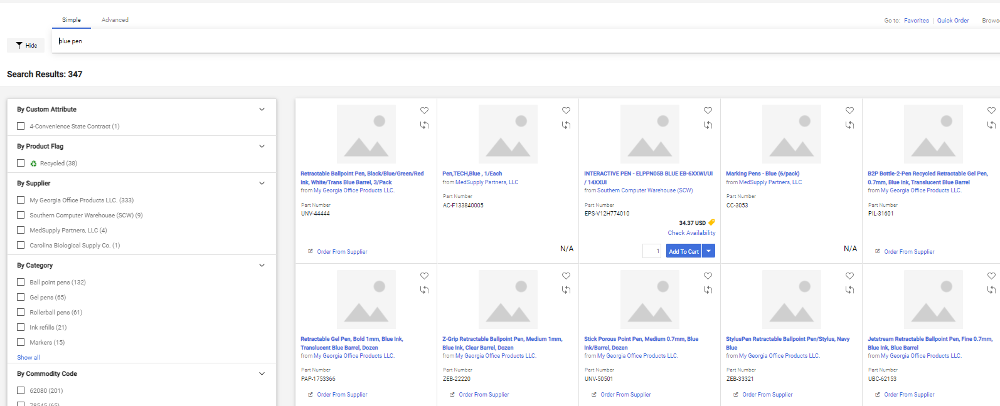 Simple Advanced
Go to: Favorites | Quick Order
Hide
blue pen
Search Results: 347
By Custom Attribute
4-Convenience State Contract (1)
By Product Flag
Recycled (38)
By Supplier
My Georgia Office Products LLC. (333)
Southern Computer Warehouse (SCW) (9)
MedSupply Partners, LLC (4)
Carolina Biological Supply Co. (1)
By Category
Ball point pens (132)
Gel pens (65)
Rollerball pens (61)
Ink refills (21)
Markers (15)
Show all
By Commodity Code
62080 (201)
78545 (65)
Retractable Ballpoint Pen, Black/Blue/Green/Red
Ink, White/Trans Blue Barrel, 3/Pack
from My Georgia Office Products LLC.
Part Number
UNV-44444
Order From Supplier
Pen,TECH,Blue , 1/Each
from MedSupply Partners, LLC
Part Number
AC-F133840005
N/A
INTERACTIVE PEN - ELPPN05B BLUE EB-6XXWI/UI
/ 14XXUI
from Southern Computer Warehouse (SCW)
Part Number
EPS-V12H774010
34.37 USD
Check Availability
1 Add To Cart
Marking Pens - Blue (6/pack)
from MedSupply Partners, LLC
Part Number
CC-3053
N/A
B2P Bottle-2-Pen Recycled Retractable Gel Pen,
0.7mm, Blue Ink, Translucent Blue Barrel
from My Georgia Office Products LLC.
Part Number
PIL-31601
Order From Supplier
Retractable Gel Pen, Bold 1mm, Blue Ink,
Translucent Blue Barrel, Dozen
from My Georgia Office Products LLC.
Part Number
PAP-1753366
Order From Supplier
Z-Grip Retractable Ballpoint Pen, Medium 1mm,
Blue Ink, Clear Barrel, Dozen
from My Georgia Office Products LLC.
Part Number
ZEB-22220
Order From Supplier
Stick Porous Point Pen, Medium 0.7mm, Blue
Ink/Barrel, Dozen
from My Georgia Office Products LLC.
Part Number
UNV-50501
Order From Supplier
StylusPen Retractable Ballpoint Pen/Stylus, Navy
Blue
from My Georgia Office Products LLC.
Part Number
ZEB-33321
Order From Supplier
Jetstream Retractable Ballpoint Pen, Fine 0.7mm,
Blue Ink, Blue Barrel
from My Georgia Office Products LLC.
Part Number
UBC-62153
Order From Supplier